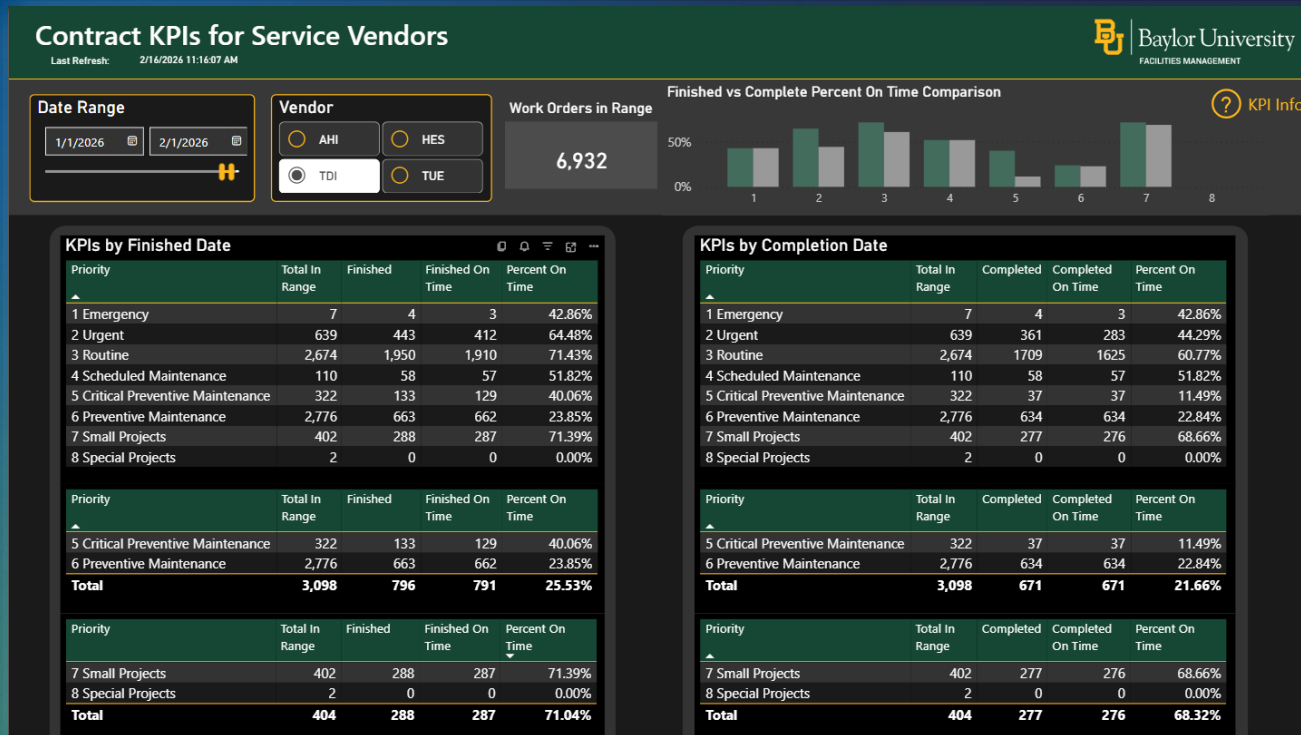 Contract KPIs for Service Vendors
Last Refresh: 2/16/2026 11:16:07 AM
BU Baylor University
FACILITIES MANAGEMENT
Date Range
1/1/2026 2/1/2026
Vendor
AHI HES
TDI TUE
Work Orders in Range
6,932
Finished vs Complete Percent On Time Comparison
50%
0%
1 2 3 4 5 6 7 8
? KPI Info
KPIs by Finished Date
Priority Total In Range Finished Finished On Time Percent On Time
1 Emergency 7 4 3 42.86%
2 Urgent 639 443 412 64.48%
3 Routine 2,674 1,950 1,910 71.43%
4 Scheduled Maintenance 110 58 57 51.82%
5 Critical Preventive Maintenance 322 133 129 40.06%
6 Preventive Maintenance 2,776 663 662 23.85%
7 Small Projects 402 288 287 71.39%
8 Special Projects 2 0 0 0.00%
Priority Total In Range Finished Finished On Time Percent On Time
5 Critical Preventive Maintenance 322 133 129 40.06%
6 Preventive Maintenance 2,776 663 662 23.85%
Total 3,098 796 791 25.53%
Priority Total In Range Finished Finished On Time Percent On Time
7 Small Projects 402 288 287 71.39%
8 Special Projects 2 0 0 0.00%
Total 404 288 287 71.04%
KPIs by Completion Date
Priority Total In Range Completed Completed On Time Percent On Time
1 Emergency 7 4 3 42.86%
2 Urgent 639 361 283 44.29%
3 Routine 2,674 1709 1625 60.77%
4 Scheduled Maintenance 110 58 57 51.82%
5 Critical Preventive Maintenance 322 37 37 11.49%
6 Preventive Maintenance 2,776 634 634 22.84%
7 Small Projects 402 277 276 68.66%
8 Special Projects 2 0 0 0.00%
Priority Total In Range Completed Completed On Time Percent On Time
5 Critical Preventive Maintenance 322 37 37 11.49%
6 Preventive Maintenance 2,776 634 634 22.84%
Total 3,098 671 671 21.66%
Priority Total In Range Completed Completed On Time Percent On Time
7 Small Projects 402 277 276 68.66%
8 Special Projects 2 0 0 0.00%
Total 404 277 276 68.32%